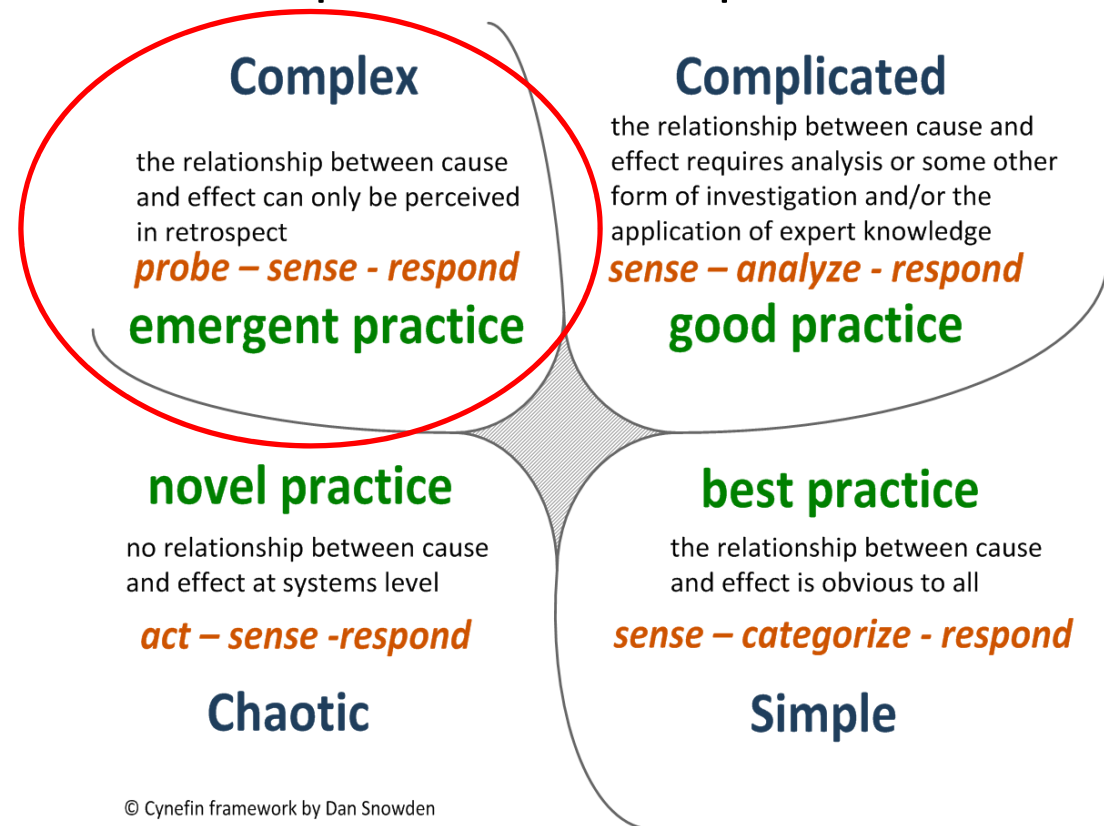 Complex
the relationship between cause
and effect can only be perceived
in retrospect
probe – sense - respond
emergent practice
Complicated
the relationship between cause and
effect requires analysis or some other
form of investigation and/or the
application of expert knowledge
sense – analyze - respond
good practice
novel practice
no relationship between cause
and effect at systems level
act – sense -respond
Chaotic
best practice
the relationship between cause
and effect is obvious to all
sense – categorize - respond
Simple
© Cynefin framework by Dan Snowden